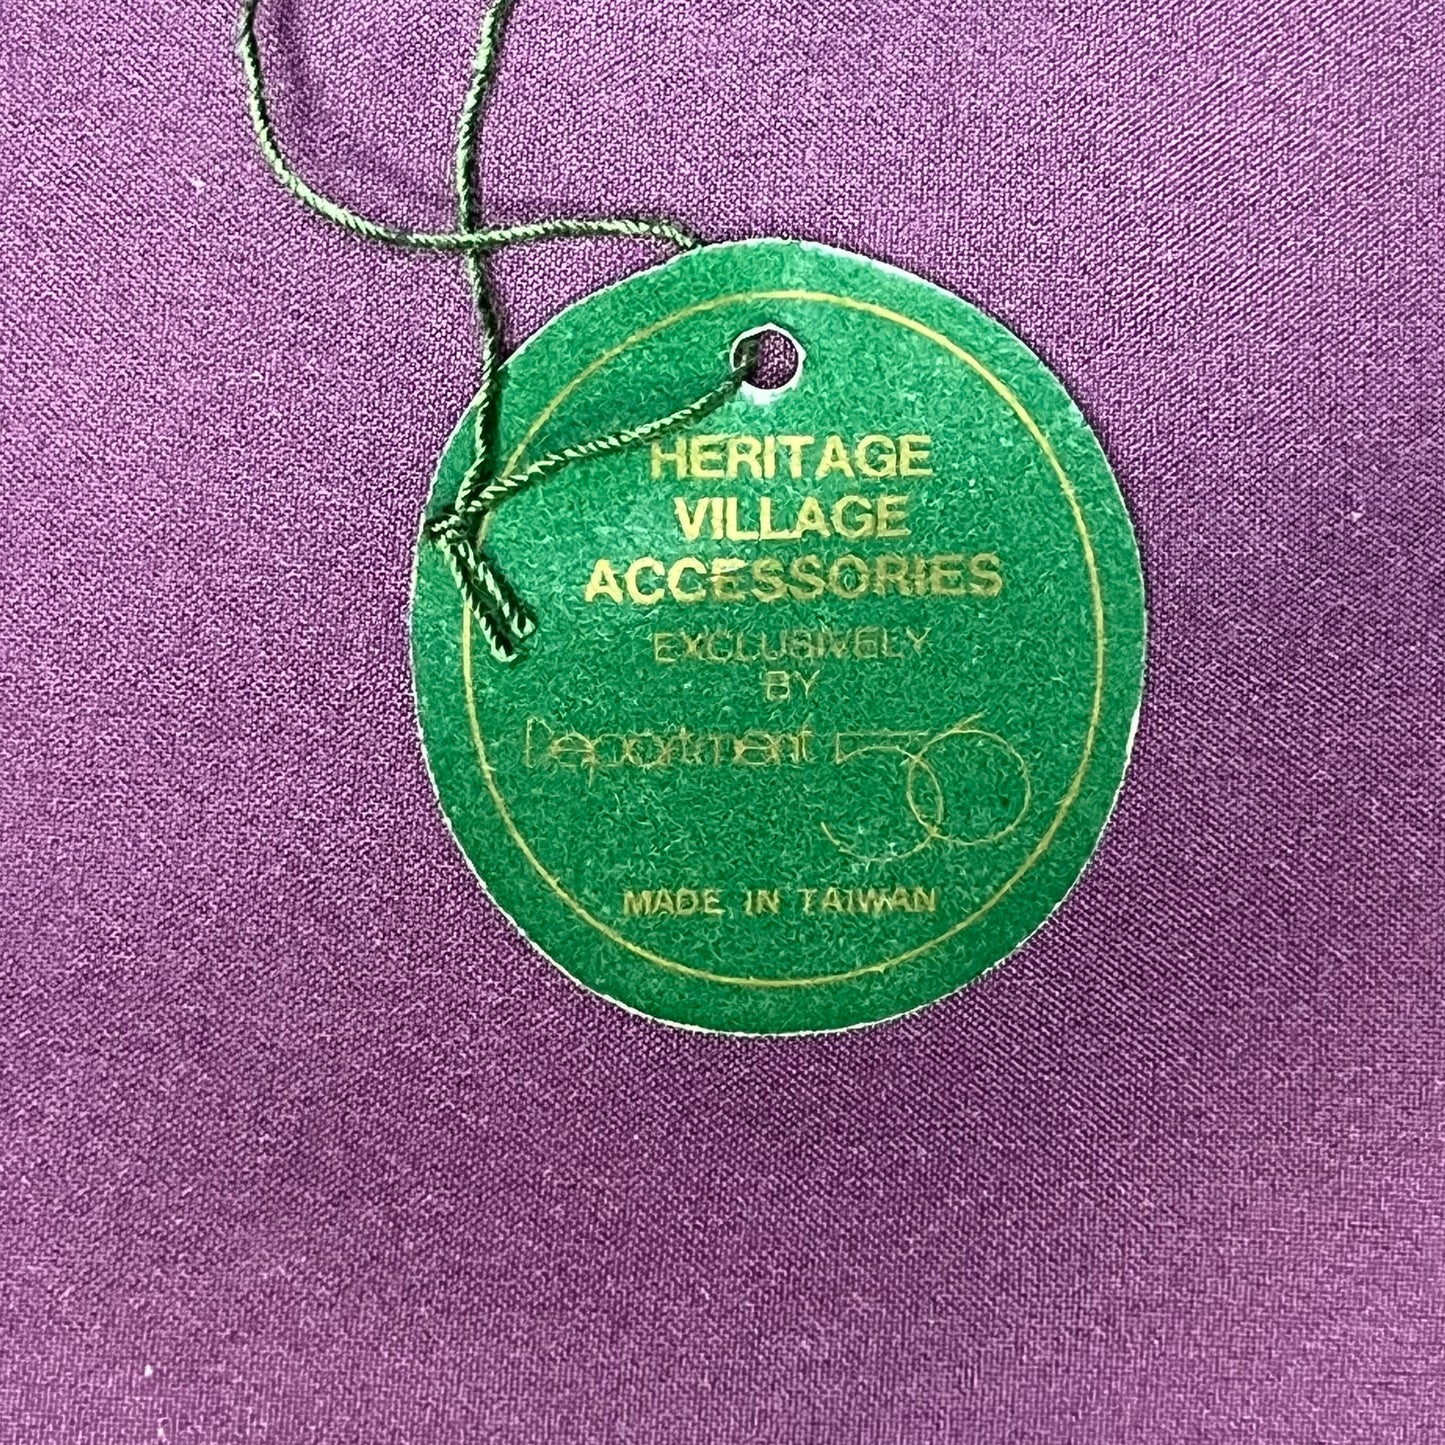 HERITAGE
VILLAGE
ACCESSORIES
EXCLUSIVELY
BY
Department 56
MADE IN TAIWAN